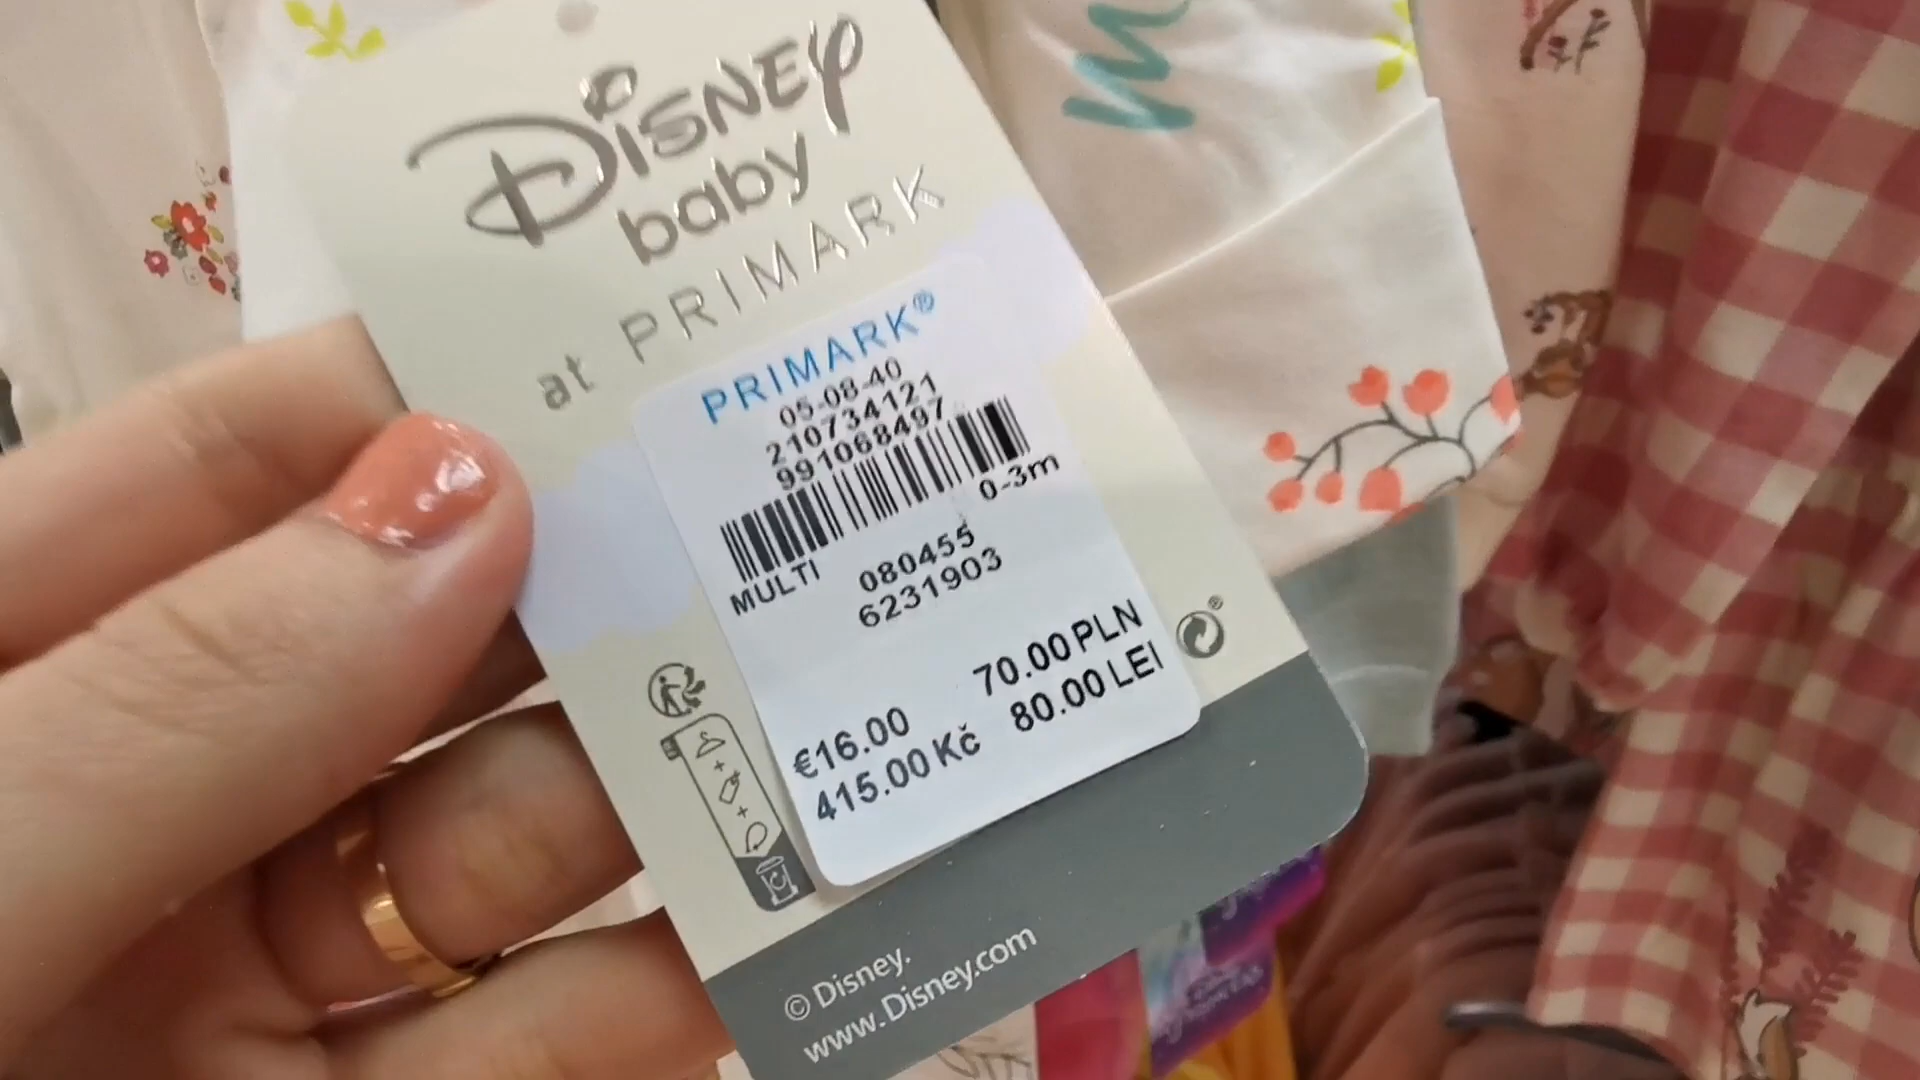 DISNEY
baby
at PRIMARK
PRIMARK®
05-08-40
210734121
991068497
0-3m
MULTI
080455
6231903
70.00 PLN
80.00 LEI
€16.00
415.00 Kč
© Disney.
www.Disney.com